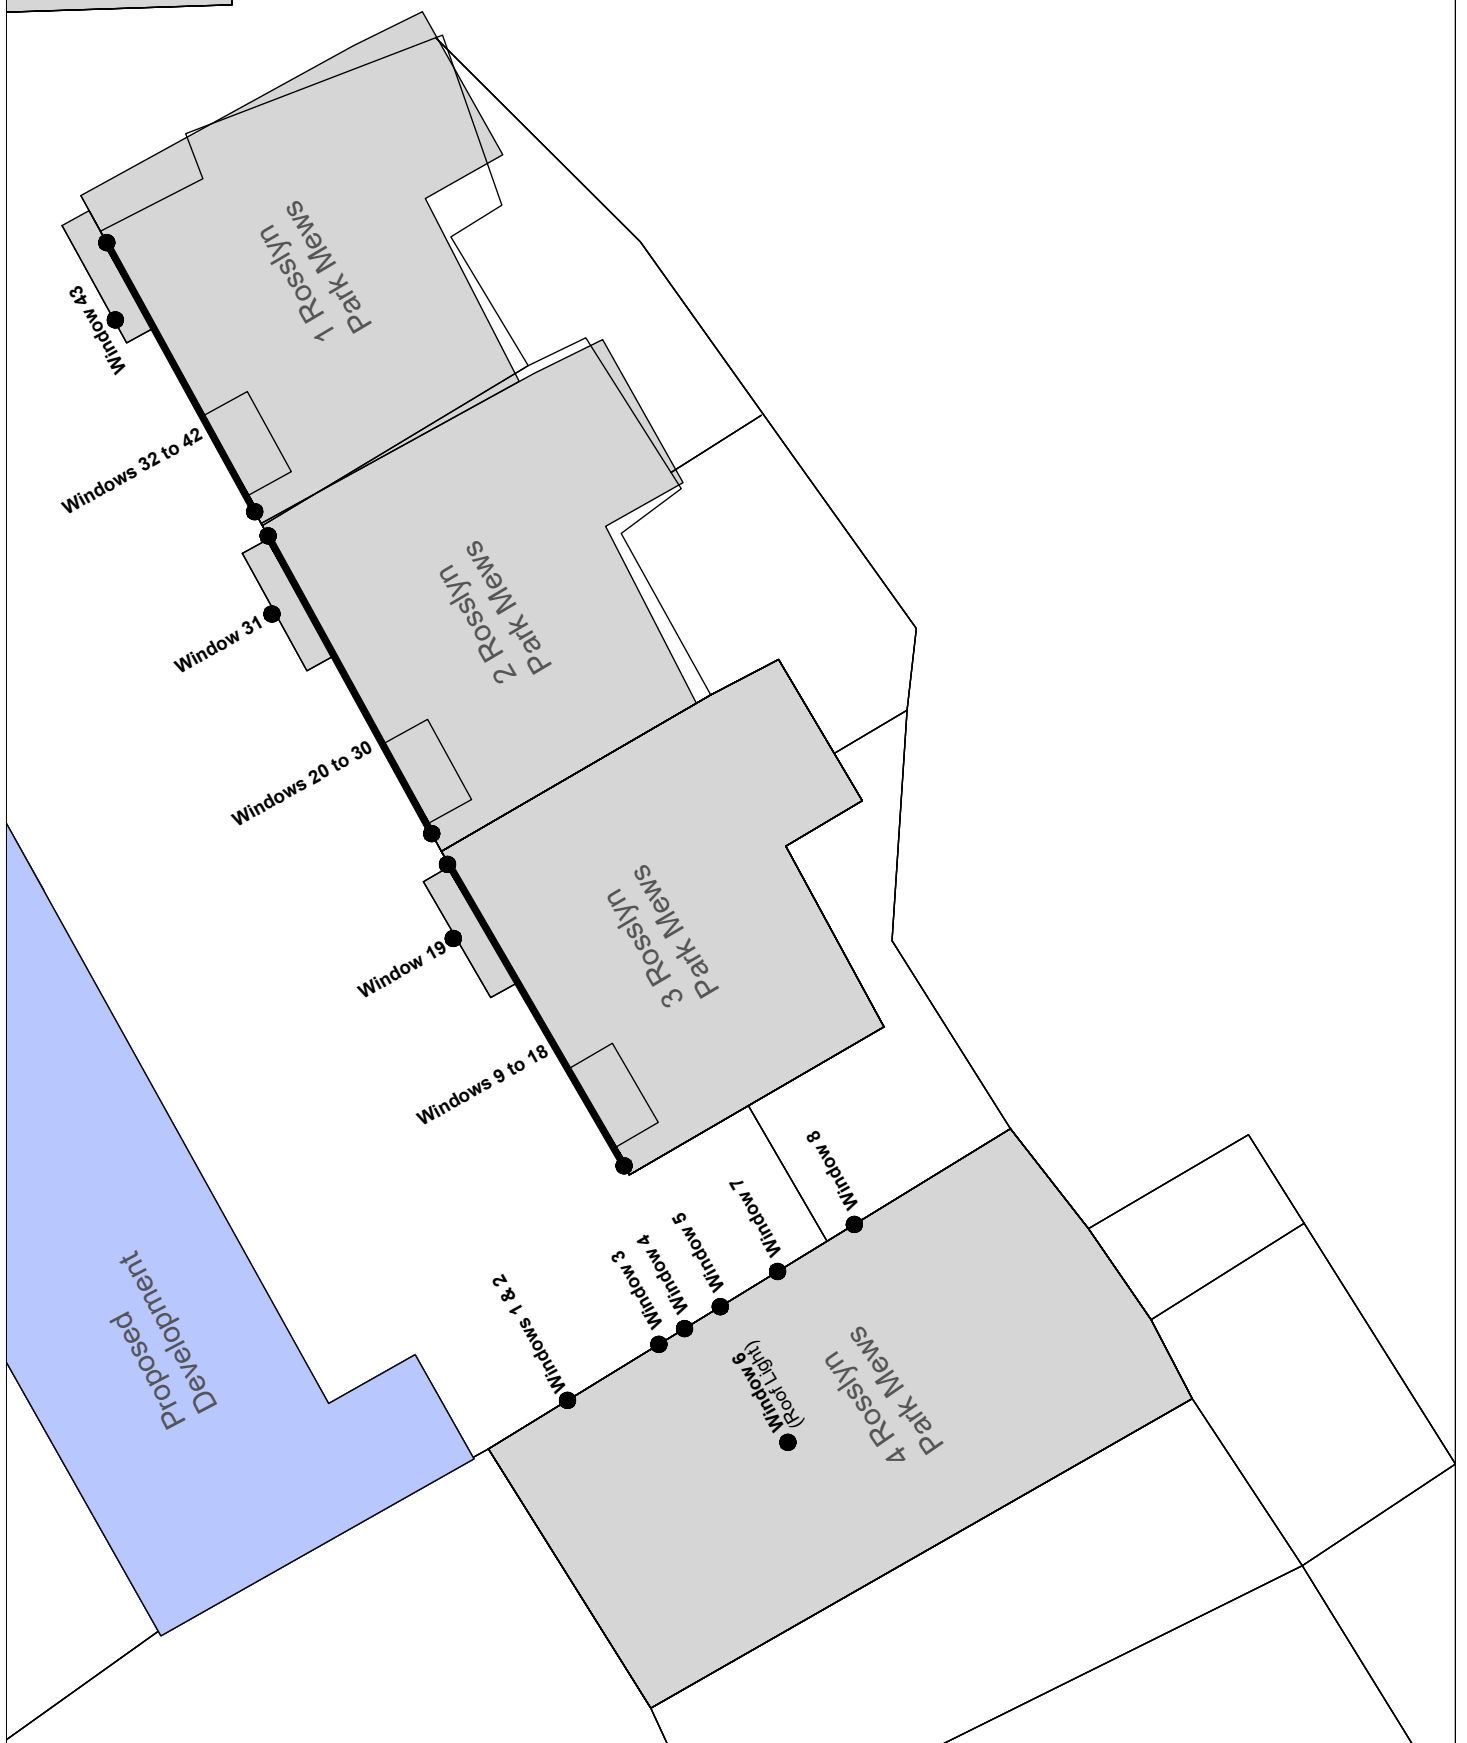 1 Rosslyn
Park Mews
Window 43
Windows 32 to 42
2 Rosslyn
Park Mews
Window 31
Windows 20 to 30
3 Rosslyn
Park Mews
Window 19
Windows 9 to 18
Window 8
Window 7
Window 5
Window 4
Window 3
Windows 1 & 2
Window 6
(Roof Light)
4 Rosslyn
Park Mews
Proposed
Development